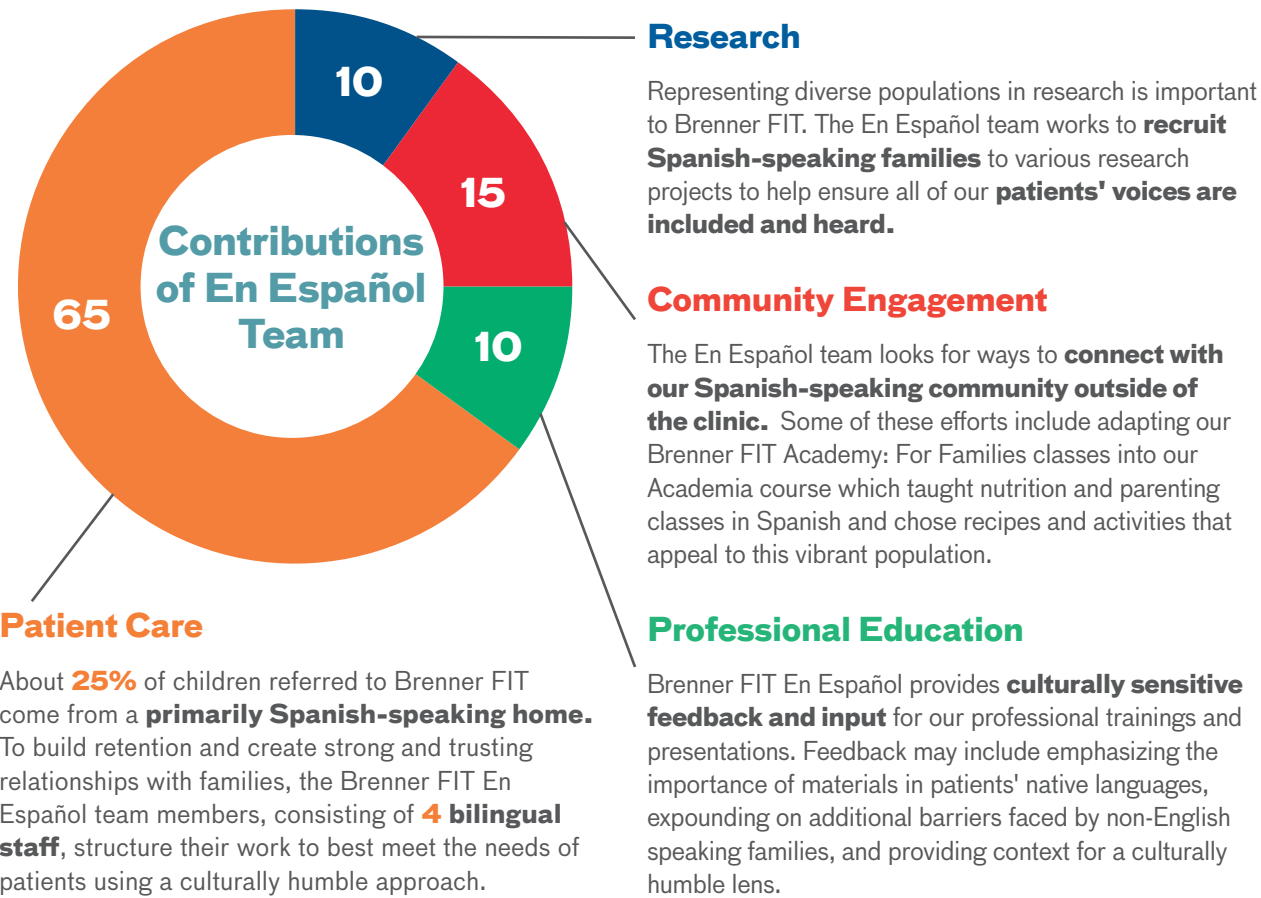 10
15
10
65
Contributions
of En Español
Team
Research
Representing diverse populations in research is important
to Brenner FIT. The En Español team works to recruit
Spanish-speaking families to various research
projects to help ensure all of our patients' voices are
included and heard.
Community Engagement
The En Español team looks for ways to connect with
our Spanish-speaking community outside of
the clinic. Some of these efforts include adapting our
Brenner FIT Academy: For Families classes into our
Academia course which taught nutrition and parenting
classes in Spanish and chose recipes and activities that
appeal to this vibrant population.
Patient Care
About 25% of children referred to Brenner FIT
come from a primarily Spanish-speaking home.
To build retention and create strong and trusting
relationships with families, the Brenner FIT En
Español team members, consisting of 4 bilingual
staff, structure their work to best meet the needs of
patients using a culturally humble approach.
Professional Education
Brenner FIT En Español provides culturally sensitive
feedback and input for our professional trainings and
presentations. Feedback may include emphasizing the
importance of materials in patients' native languages,
expounding on additional barriers faced by non-English
speaking families, and providing context for a culturally
humble lens.